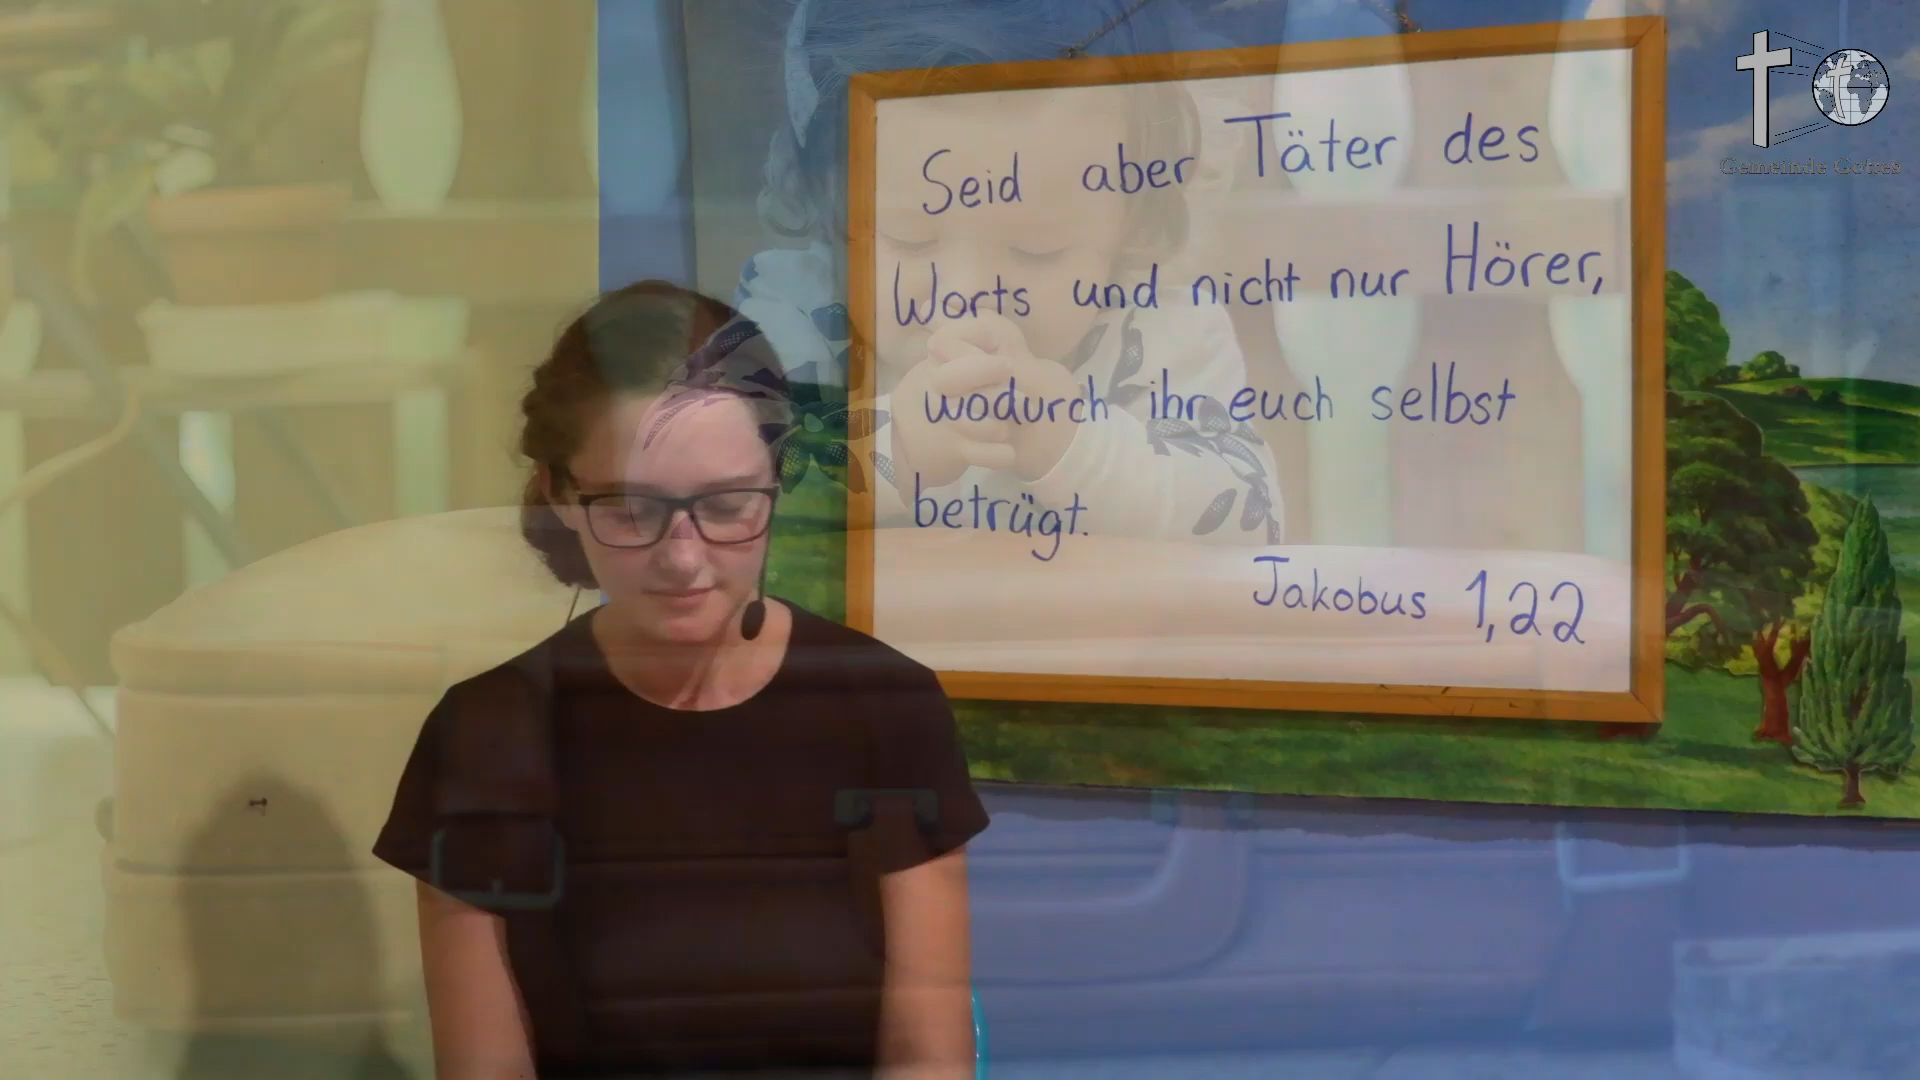 Seid aber Täter des
Worts und nicht nur Hörer,
wodurch ihr euch selbst
betrügt.
Jakobus 1,22
Gemeinde Gottes